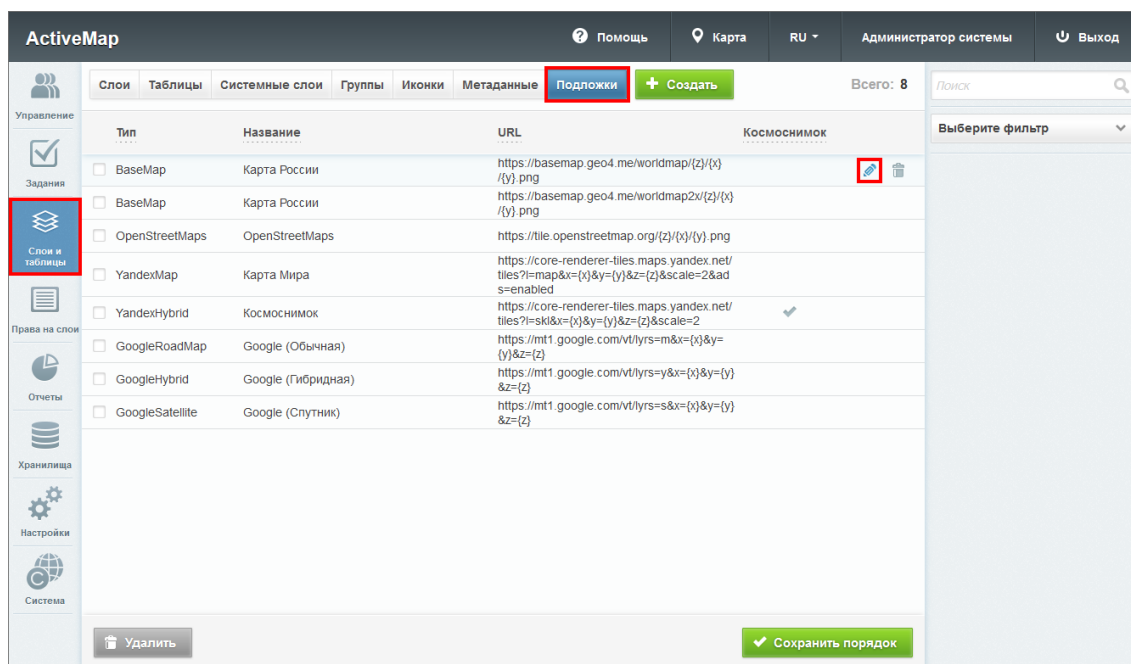 ActiveMap
Помощь
Карта
RU
Администратор системы
Выход
Управление
Задания
Слои и
таблицы
Права на слои
Отчеты
Хранилища
Настройки
Система
Слои Таблицы Системные слои Группы Иконки Метаданные Подложки + Создать Всего: 8
Поиск
Выберите фильтр
Тип Название URL Космоснимок
BaseMap Карта России https://basemap.geo4.me/worldmap/{z}/{x}
/{y}.png
BaseMap Карта России https://basemap.geo4.me/worldmap2x/{z}/{x}
/{y}.png
OpenStreetMaps OpenStreetMaps https://tile.openstreetmap.org/{z}/{x}/{y}.png
YandexMap Карта Мира https://core-renderer-tiles.maps.yandex.net/
tiles?l=map&x={x}&y={y}&z={z}&scale=2&ad
s=enabled
YandexHybrid Космоснимок https://core-renderer-tiles.maps.yandex.net/
tiles?l=skl&x={x}&y={y}&z={z}&scale=2
GoogleRoadMap Google (Обычная) https://mt1.google.com/vt/lyrs=m&x={x}&y=
{y}&z={z}
GoogleHybrid Google (Гибридная) https://mt1.google.com/vt/lyrs=y&x={x}&y={y}
&z={z}
GoogleSatellite Google (Спутник) https://mt1.google.com/vt/lyrs=s&x={x}&y={y}
&z={z}
Удалить
Сохранить порядок